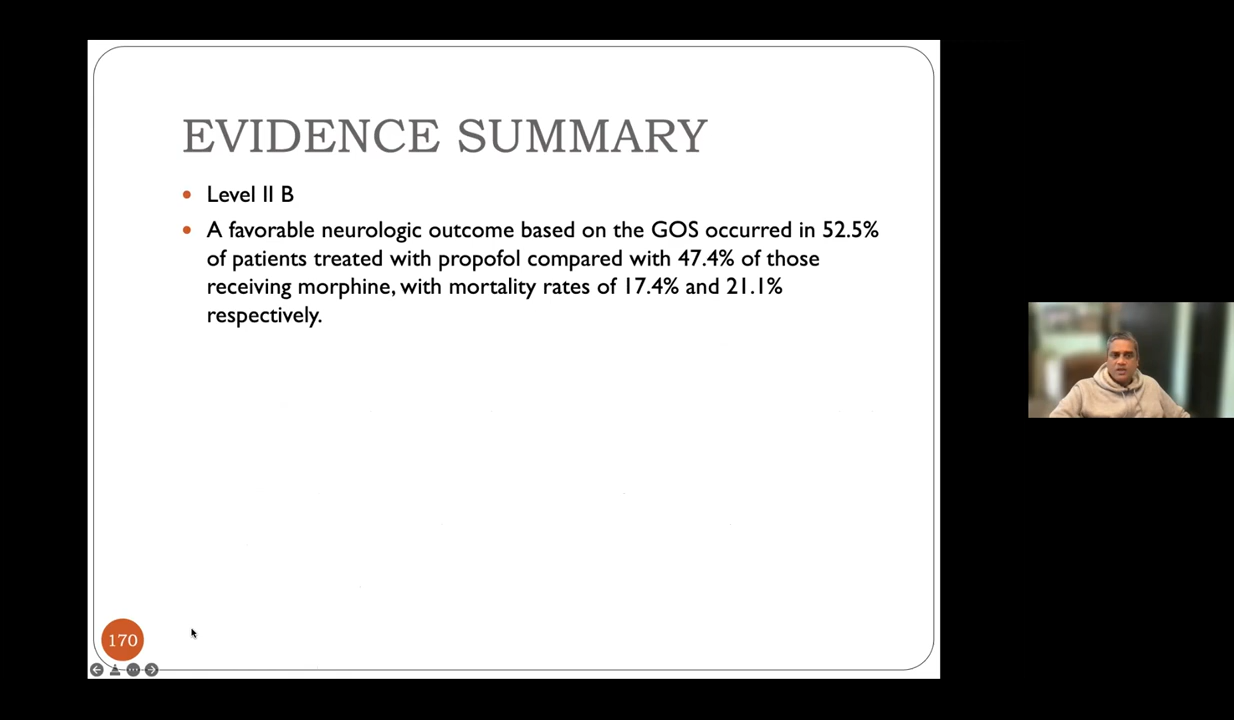 EVIDENCE SUMMARY
Level II B
A favorable neurologic outcome based on the GOS occurred in 52.5%
of patients treated with propofol compared with 47.4% of those
receiving morphine, with mortality rates of 17.4% and 21.1%
respectively.
170